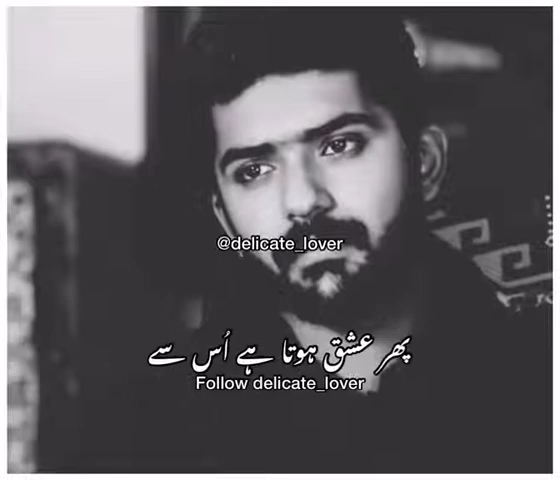 @delicate_lover
پھر عشق ہوتا ہے اُس سے
Follow delicate_lover